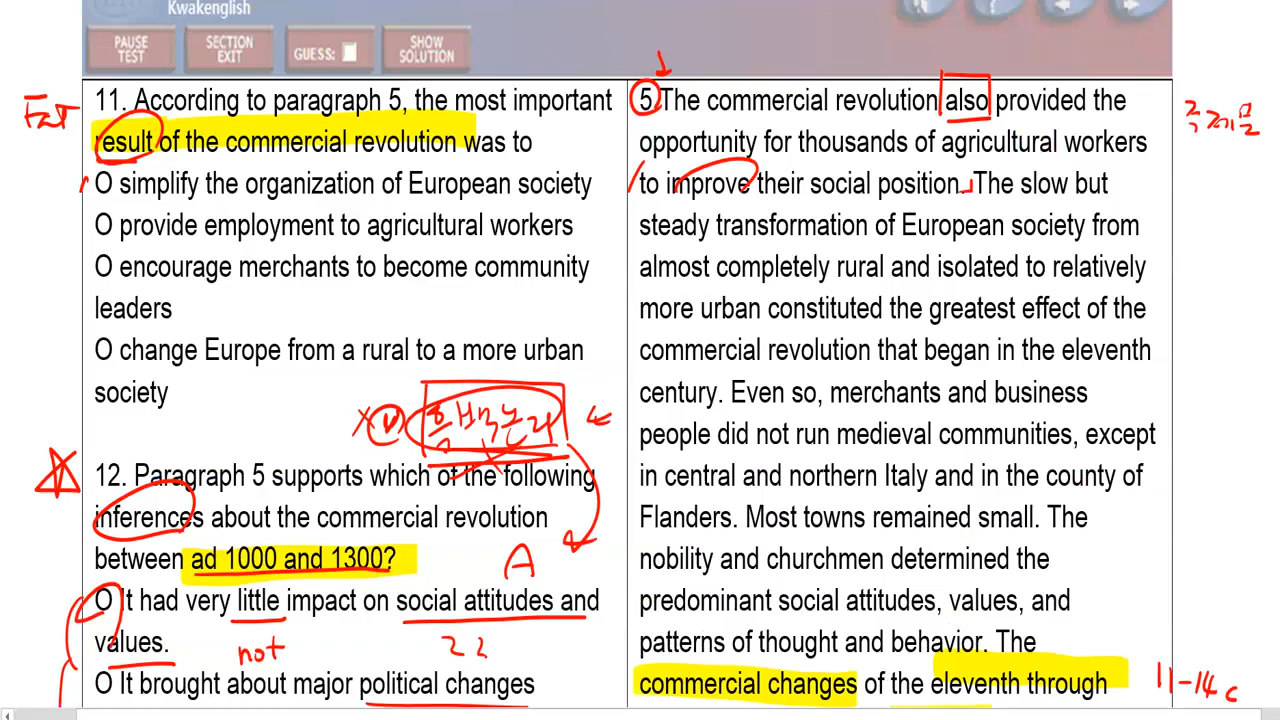 Kwakenglish
PAUSE TEST
SECTION EXIT
GUESS:
SHOW SOLUTION
11. According to paragraph 5, the most important
result of the commercial revolution was to
O simplify the organization of European society
O provide employment to agricultural workers
O encourage merchants to become community
leaders
O change Europe from a rural to a more urban
society
흑백논리
12. Paragraph 5 supports which of the following
inferences about the commercial revolution
between ad 1000 and 1300?
A
O It had very little impact on social attitudes and
values.
not
O It brought about major political changes
5.The commercial revolution also provided the
opportunity for thousands of agricultural workers
to improve their social position. The slow but
steady transformation of European society from
almost completely rural and isolated to relatively
more urban constituted the greatest effect of the
commercial revolution that began in the eleventh
century. Even so, merchants and business
people did not run medieval communities, except
in central and northern Italy and in the county of
Flanders. Most towns remained small. The
nobility and churchmen determined the
predominant social attitudes, values, and
patterns of thought and behavior. The
commercial changes of the eleventh through
11-14c